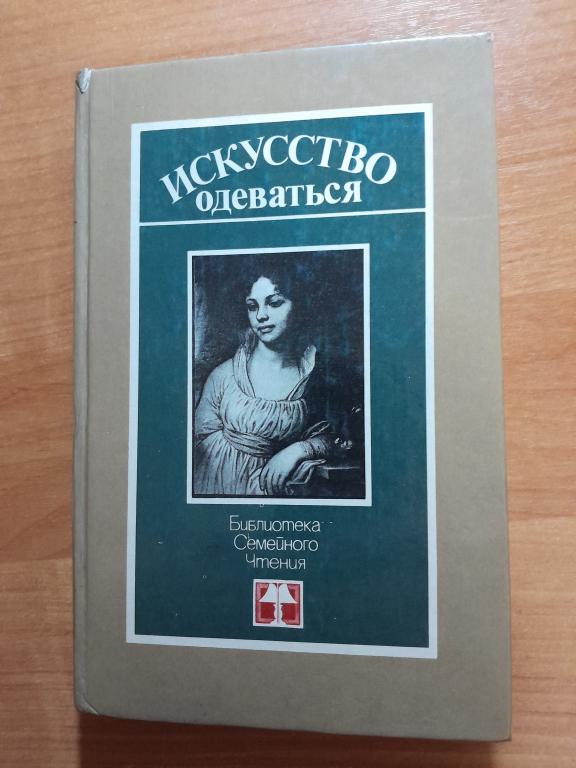 ИСКУССТВО
одеваться
Библиотека
Семейного
Чтения